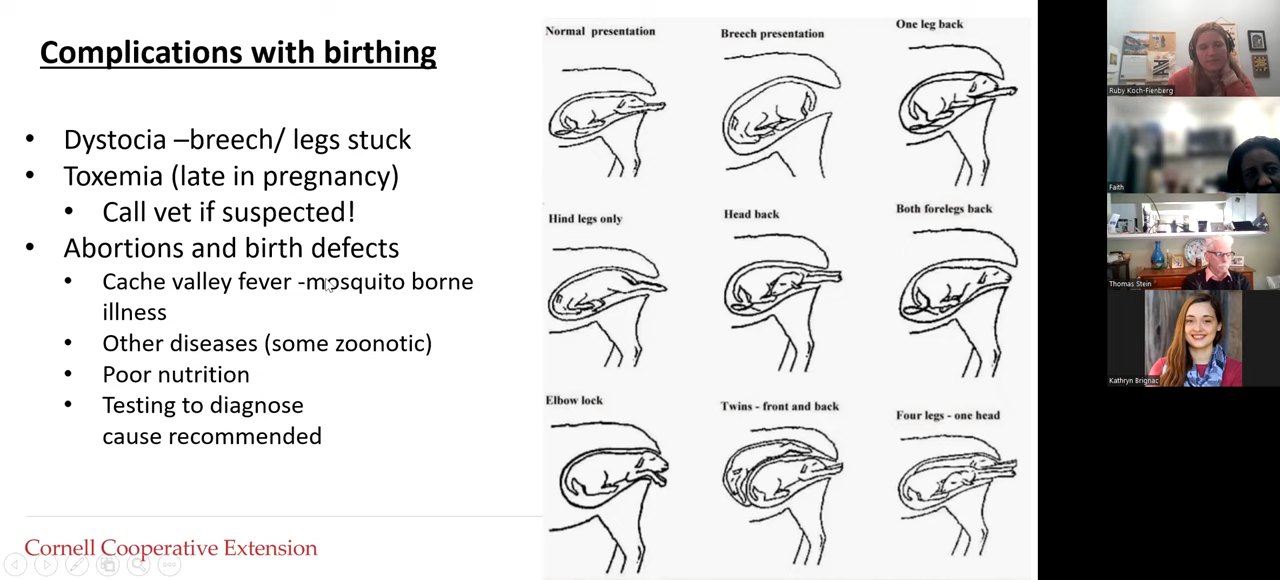 Complications with birthing
• Dystocia –breech/ legs stuck
• Toxemia (late in pregnancy)
• Call vet if suspected!
• Abortions and birth defects
• Cache valley fever -mosquito borne
illness
• Other diseases (some zoonotic)
• Poor nutrition
• Testing to diagnose
cause recommended
Cornell Cooperative Extension
Normal presentation
Breech presentation
One leg back
Hind legs only
Head back
Both forelegs back
Elbow lock
Twins - front and back
Four legs - one head
Ruby Koch-Fienberg
Faith
Thomas Stein
Kathryn Brignac